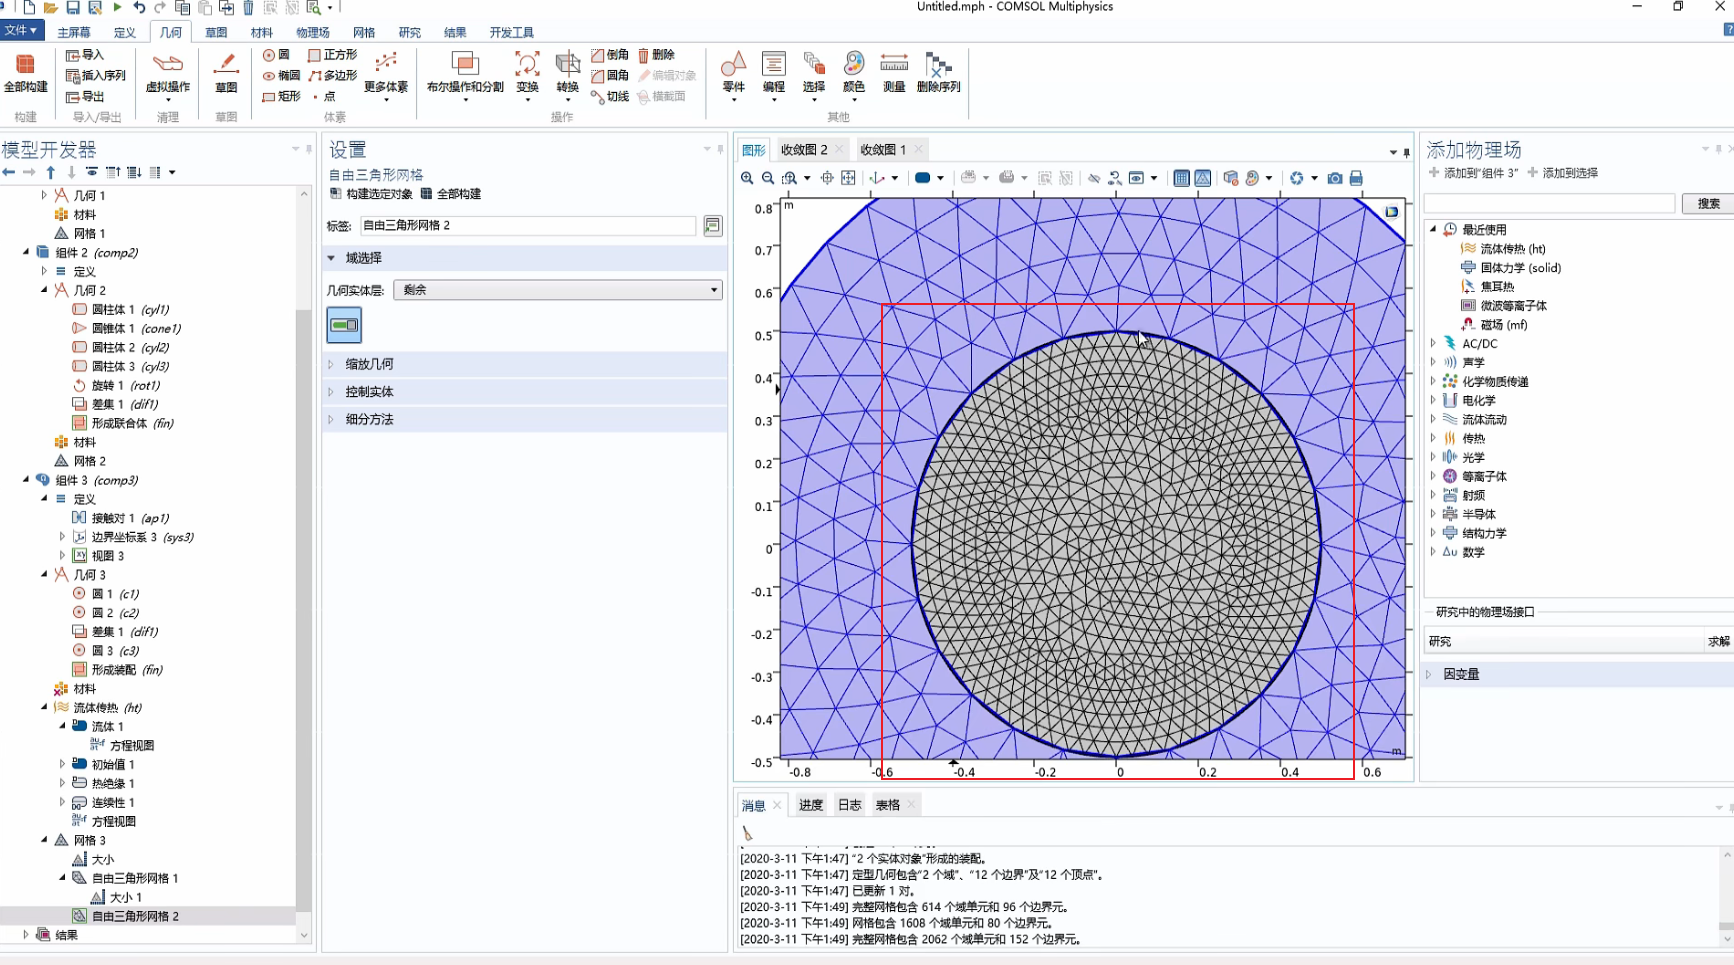 Untitled.mph - COMSOL Multiphysics
文件▼ 主屏幕 定义 几何 草图 材料 物理场 网格 研究 结果 开发工具
全部构建
构建
导入
插入序列
导出
导入/导出
虚拟操作
清理
草图
草图
圆 正方形
椭圆 多边形
矩形 点
更多体素
体素
布尔操作和分割
变换
转换
倒角 删除
圆角 编辑对象
切线 横截面
操作
零件
编程
选择
颜色
测量
删除序列
其他
模型开发器
几何 1
材料
网格 1
组件 2 (comp2)
定义
几何 2
圆柱体 1 (cyl1)
圆锥体 1 (cone1)
圆柱体 2 (cyl2)
圆柱体 3 (cyl3)
旋转 1 (rot1)
差集 1 (dif1)
形成联合体 (fin)
材料
网格 2
组件 3 (comp3)
定义
接触对 1 (ap1)
边界坐标系 3 (sys3)
视图 3
几何 3
圆 1 (c1)
圆 2 (c2)
差集 1 (dif1)
圆 3 (c3)
形成装配 (fin)
材料
流体传热 (ht)
流体 1
方程视图
初始值 1
热绝缘 1
连续性 1
方程视图
网格 3
大小
自由三角形网格 1
大小 1
自由三角形网格 2
结果
设置
自由三角形网格
构建选定对象 全部构建
标签: 自由三角形网格 2
域选择
几何实体层: 剩余
缩放几何
控制实体
细分方法
图形 收敛图 2 收敛图 1
m
0.8
0.7
0.6
0.5
0.4
0.3
0.2
0.1
0
-0.1
-0.2
-0.3
-0.4
-0.5
m
-0.8 -0.6 -0.4 -0.2 0 0.2 0.4 0.6
消息 进度 日志 表格
[2020-3-11 下午1:47] “2 个实体对象”形成的装配。
[2020-3-11 下午1:47] 定型几何包含“2 个域”、“12 个边界”及“12 个顶点”。
[2020-3-11 下午1:47] 已更新 1 对。
[2020-3-11 下午1:49] 完整网格包含 614 个域单元和 96 个边界元。
[2020-3-11 下午1:49] 网格包含 1608 个域单元和 80 个边界元。
[2020-3-11 下午1:49] 完整网格包含 2062 个域单元和 152 个边界元。
添加物理场
添加到“组件 3” 添加到选择
搜索
最近使用
流体传热 (ht)
固体力学 (solid)
焦耳热
微波等离子体
磁场 (mf)
AC/DC
声学
化学物质传递
电化学
流体流动
传热
光学
等离子体
射频
半导体
结构力学
Δu 数学
研究中的物理场接口
研究 求解
因变量